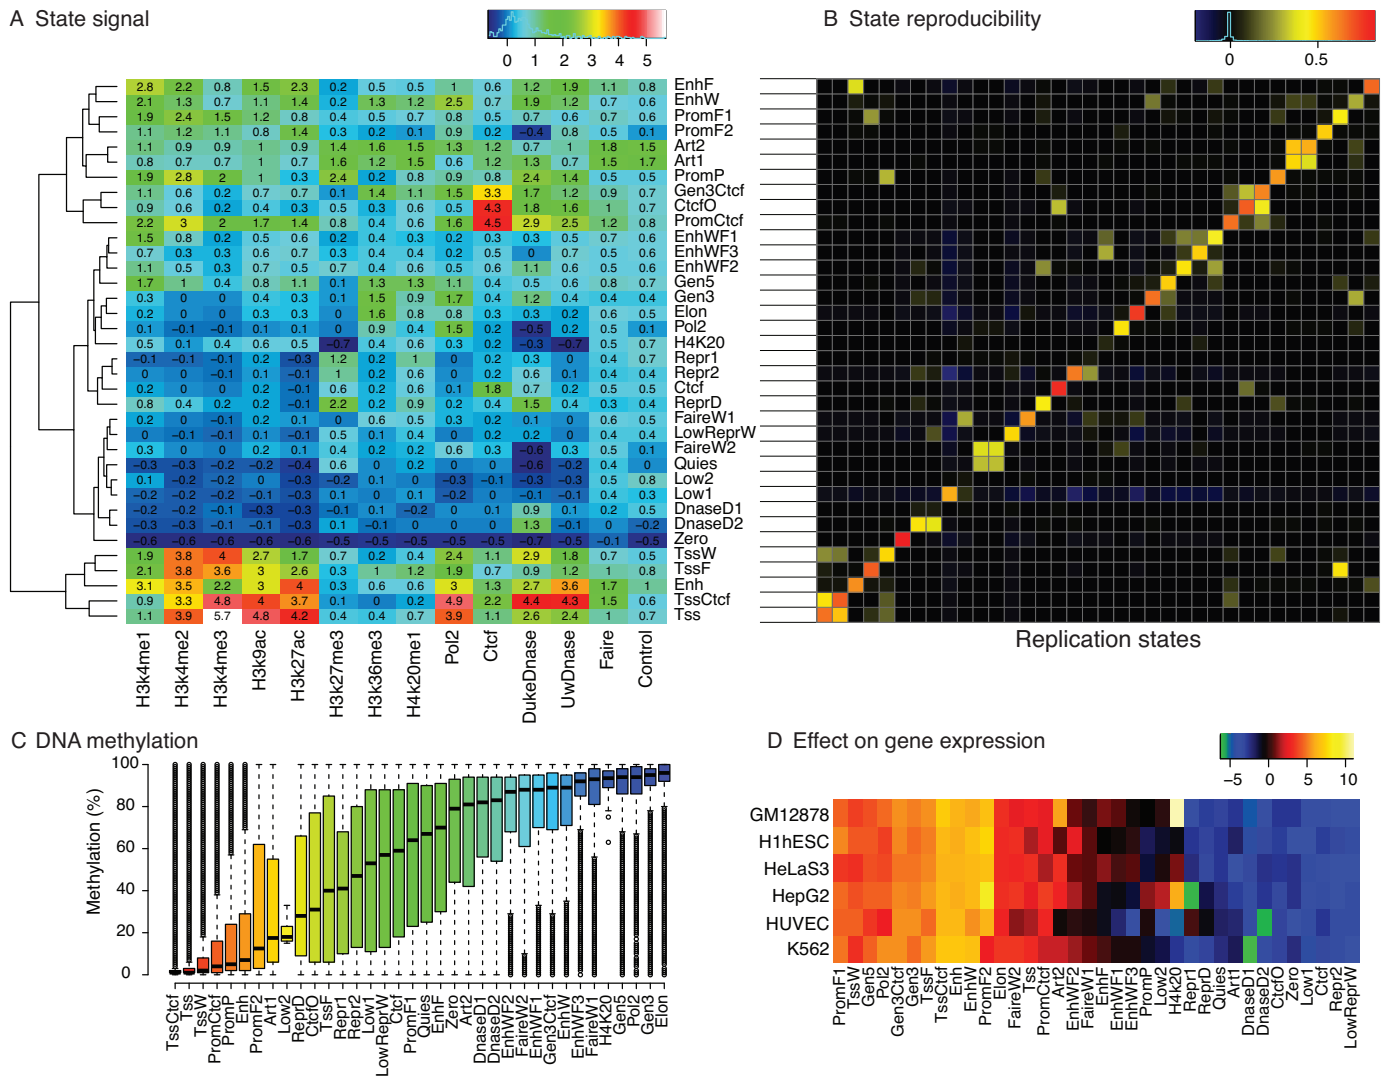 A State signal
0 1 2 3 4 5
B State reproducibility
0 0.5
2.8 2.2 0.8 1.5 2.3 0.2 0.5 0.5 1 0.6 1.2 1.9 1.1 0.8 EnhF
2.1 1.3 0.7 1.1 1.4 0.2 1.3 1.2 2.5 0.7 1.9 1.2 0.7 0.6 EnhW
1.9 2.4 1.5 1.2 0.8 0.4 0.5 0.7 0.8 0.5 0.7 0.6 0.7 0.6 PromF1
1.1 1.2 1.1 0.8 1.4 0.3 0.2 0.1 0.9 0.2 −0.4 0.8 0.5 0.1 PromF2
1.1 0.9 0.9 1 0.9 1.4 1.6 1.5 1.3 1.2 0.7 1 1.8 1.5 Art2
0.8 0.7 0.7 1 0.7 1.6 1.2 1.5 0.6 1.2 1.3 0.7 1.5 1.7 Art1
1.9 2.8 2 1 0.3 2.4 0.2 0.8 0.9 0.8 2.4 1.4 0.5 0.5 PromP
1.1 0.6 0.2 0.7 0.7 0.1 1.4 1.1 1.5 3.3 1.7 1.2 0.9 0.7 Gen3Ctcf
0.9 0.6 0.2 0.4 0.3 0.5 0.3 0.6 0.5 4.3 1.8 1.6 1 0.7 CtcfO
2.2 3 2 1.7 1.4 0.8 0.4 0.6 1.6 4.5 2.9 2.5 1.2 0.8 PromCtcf
1.5 0.8 0.2 0.5 0.6 0.2 0.4 0.3 0.2 0.3 0.3 0.5 0.7 0.6 EnhWF1
0.7 0.3 0.3 0.6 0.7 0.3 0.4 0.4 0.2 0.5 0 0.7 0.5 0.6 EnhWF3
1.1 0.5 0.3 0.7 0.5 0.7 0.4 0.6 0.5 0.6 1.1 0.6 0.5 0.6 EnhWF2
1.7 1 0.4 0.8 1.1 0.1 1.3 1.3 1.1 0.4 0.5 0.6 0.8 0.7 Gen5
0.3 0 0 0.4 0.3 0.1 1.5 0.9 1.7 0.4 1.2 0.4 0.4 0.4 Gen3
0.2 0 0 0.3 0.3 0 1.6 0.8 0.8 0.3 0.3 0.2 0.6 0.5 Elon
0.1 −0.1 −0.1 0.1 0.3 0 0.9 0.4 1.5 0.2 −0.5 0.2 0.5 0.1 Pol2
0.5 0.1 0.4 0.6 0.5 −0.7 0.4 0.6 0.3 0.2 −0.3 −0.7 0.5 0.7 H4K20
−0.1 −0.1 −0.1 0.2 −0.3 1.2 0.2 1 0 0.2 0.3 0 0.4 0.7 Repr1
0 0 −0.1 0.1 −0.1 1 0.2 0.6 0 0.2 0.6 0.1 0.4 0.4 Repr2
0.2 0 0 0.2 −0.1 0.6 0.2 0.6 0.1 1.8 0.7 0.2 0.5 0.5 Ctcf
0.8 0.4 0.2 0.2 −0.1 2.2 0.2 0.9 0.2 0.4 1.5 0.4 0.3 0.4 ReprD
0.2 0 −0.1 0.2 0.1 0 0.6 0.5 0.3 0.2 0.1 0 0.6 0.5 FaireW1
0 −0.1 −0.1 0.1 −0.1 0.5 0.1 0.4 0 0.2 0.2 0 0.4 0.4 LowReprW
0.3 0 0 0.2 0.1 0.4 0.2 0.2 0.6 0.3 −0.6 0.3 0.5 0.1 FaireW2
−0.3 −0.3 −0.2 −0.2 −0.4 0.6 0 0.2 0 0 −0.6 −0.2 0.4 0 Quies
0.1 −0.2 −0.2 0 −0.3 −0.2 0.1 0 −0.3 −0.1 −0.3 −0.3 0.5 0.8 Low2
−0.2 −0.2 −0.2 −0.1 −0.3 0.1 0 0.1 −0.2 0 −0.1 −0.1 0.4 0.3 Low1
−0.2 −0.2 −0.1 −0.3 −0.3 0 0.1 −0.2 0 0.1 0.9 0.1 0.2 0.5 DnaseD1
−0.3 −0.3 −0.1 −0.1 −0.3 0.1 −0.1 0 0 0 1.3 −0.1 0 −0.2 DnaseD2
−0.6 −0.6 −0.6 −0.6 −0.6 −0.5 −0.5 −0.5 −0.5 −0.5 −0.7 −0.5 −0.1 −0.5 Zero
1.9 3.8 4 2.7 1.7 0.7 0.2 0.4 2.4 1.1 2.9 1.8 0.7 0.5 TssW
2.1 3.8 3.6 3 2.6 0.3 1 1.2 1.9 0.7 0.9 1.2 1 0.8 TssF
3.1 3.5 2.2 3 4 0.3 0.6 0.6 3 1.3 2.7 3.6 1.7 1 Enh
0.9 3.3 4.8 4 3.7 0.1 0 0.2 4.9 2.2 4.4 4.3 1.5 0.6 TssCtcf
1.1 3.9 5.7 4.8 4.2 0.4 0.4 0.7 3.9 1.1 2.6 2.4 1 0.7 Tss
H3k4me1 H3k4me2 H3k4me3 H3k9ac H3k27ac H3k27me3 H3k36me3 H4k20me1 Pol2 Ctcf DukeDnase UwDnase Faire Control
Replication states
C DNA methylation
Methylation (%)
100
80
60
40
20
0
TssCtcf Tss TssW PromCtcf PromP Enh PromF2 Art1 Low2 ReprD CtcfO TssF Repr1 Repr2 Low1 LowReprW Ctcf PromF1 Quies EnhF Zero Art2 DnaseD1 DnaseD2 EnhWF2 FaireW2 EnhWF1 Gen3Ctcf EnhW EnhWF3 FaireW1 H4K20 Gen5 Pol2 Gen3 Elon
D Effect on gene expression
−5 0 5 10
GM12878
H1hESC
HeLaS3
HepG2
HUVEC
K562
PromF1 TssW Gen5 Pol2 Gen3Ctcf Gen3 TssF TssCtcf Enh EnhW PromF2 Elon FaireW2 Tss PromCtcf Art2 EnhWF2 FaireW1 EnhF EnhWF1 EnhWF3 PromP Low2 H4k20 Repr1 ReprD Quies Art1 DnaseD1 DnaseD2 CtcfO Zero Low1 Ctcf Repr2 LowReprW